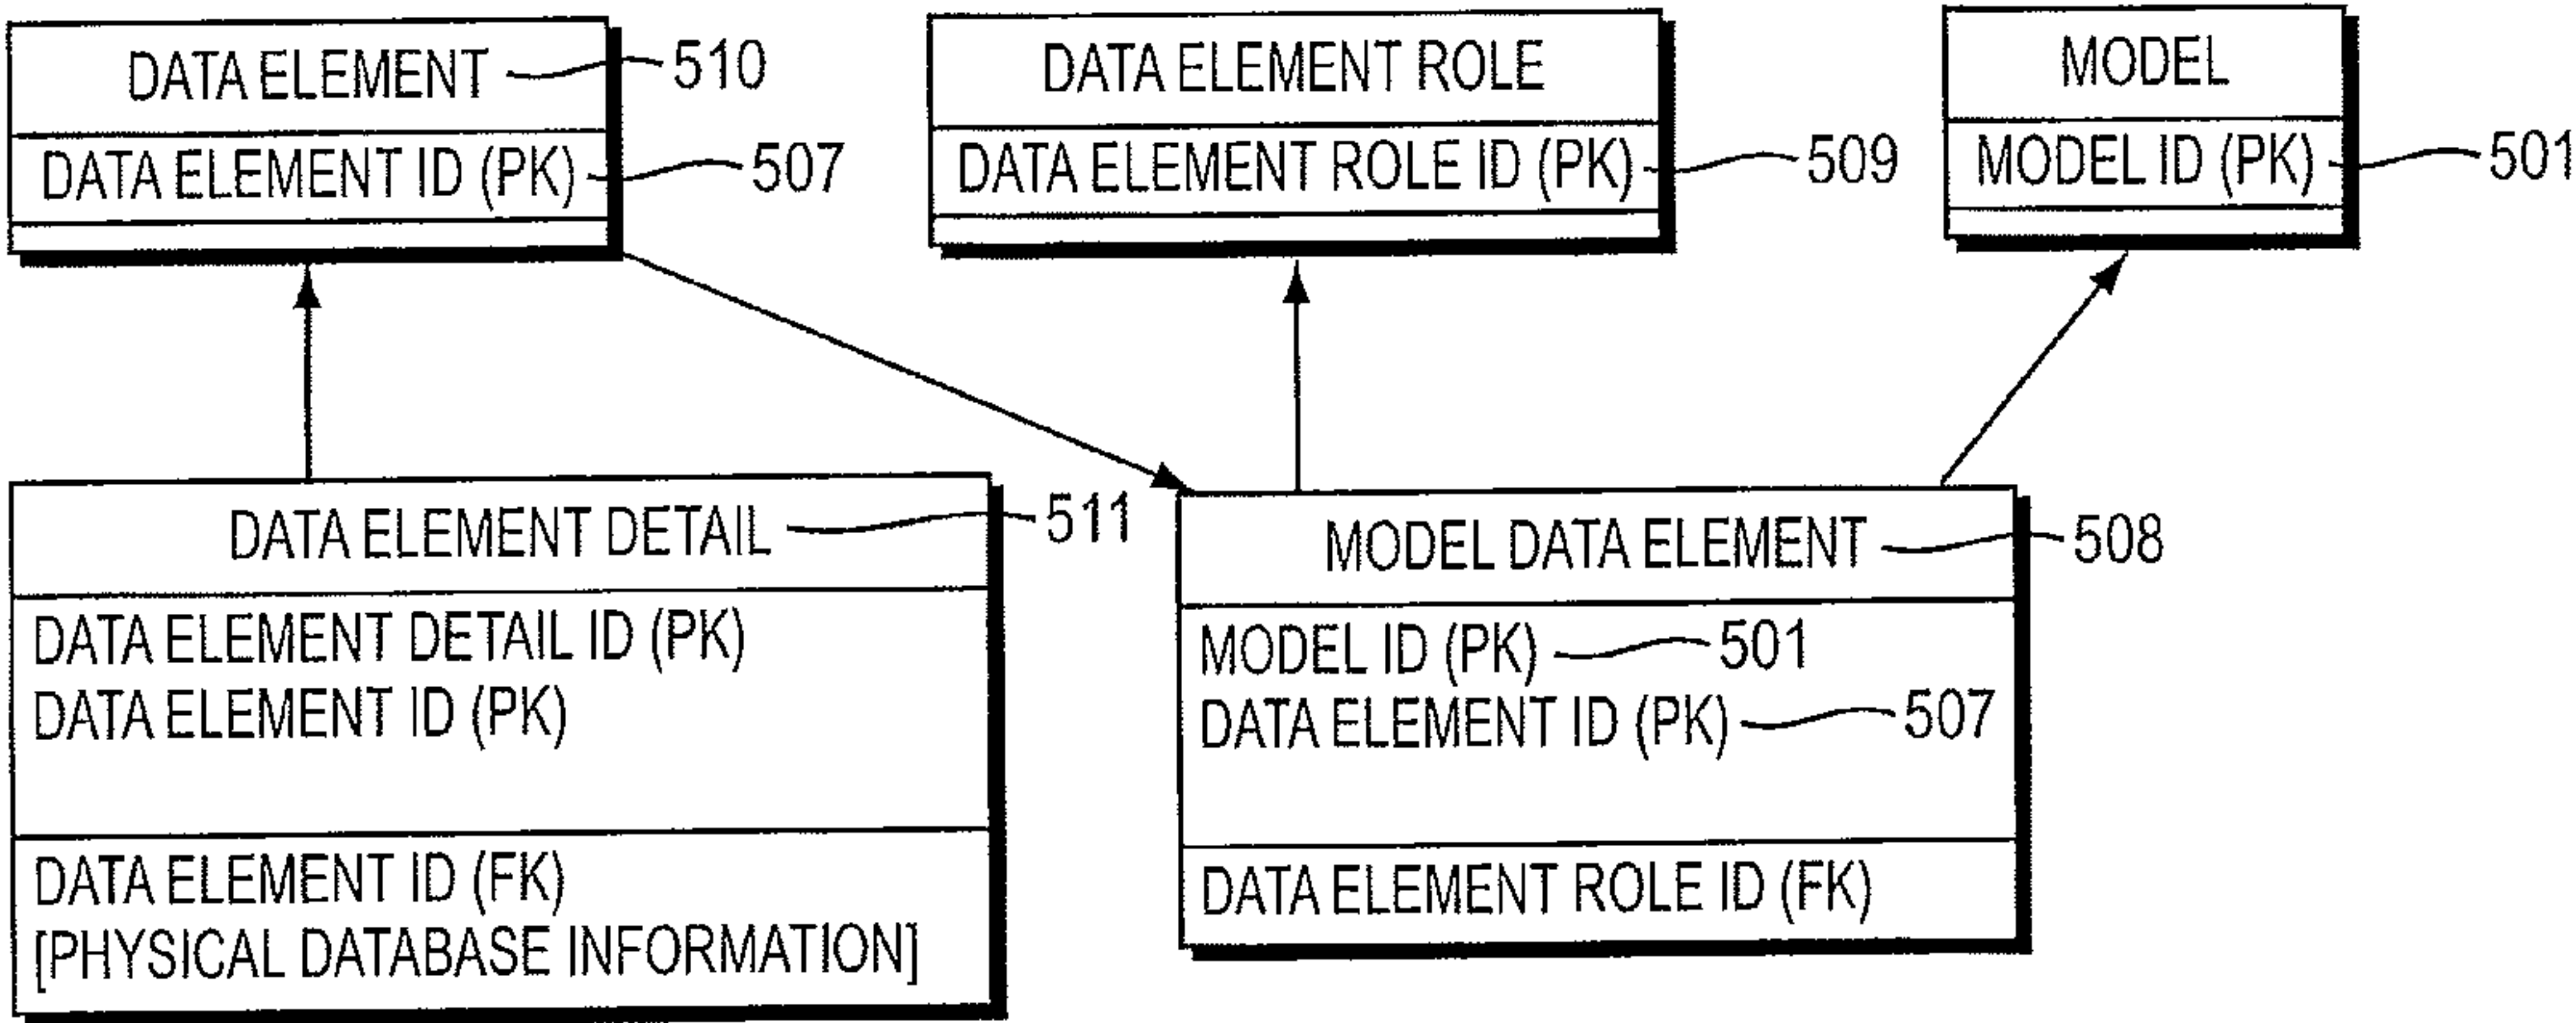 DATA ELEMENT 510
DATA ELEMENT ID (PK) 507
DATA ELEMENT ROLE
DATA ELEMENT ROLE ID (PK) 509
MODEL
MODEL ID (PK) 501
DATA ELEMENT DETAIL 511
DATA ELEMENT DETAIL ID (PK)
DATA ELEMENT ID (PK)
DATA ELEMENT ID (FK)
[PHYSICAL DATABASE INFORMATION]
MODEL DATA ELEMENT 508
MODEL ID (PK) 501
DATA ELEMENT ID (PK) 507
DATA ELEMENT ROLE ID (FK)